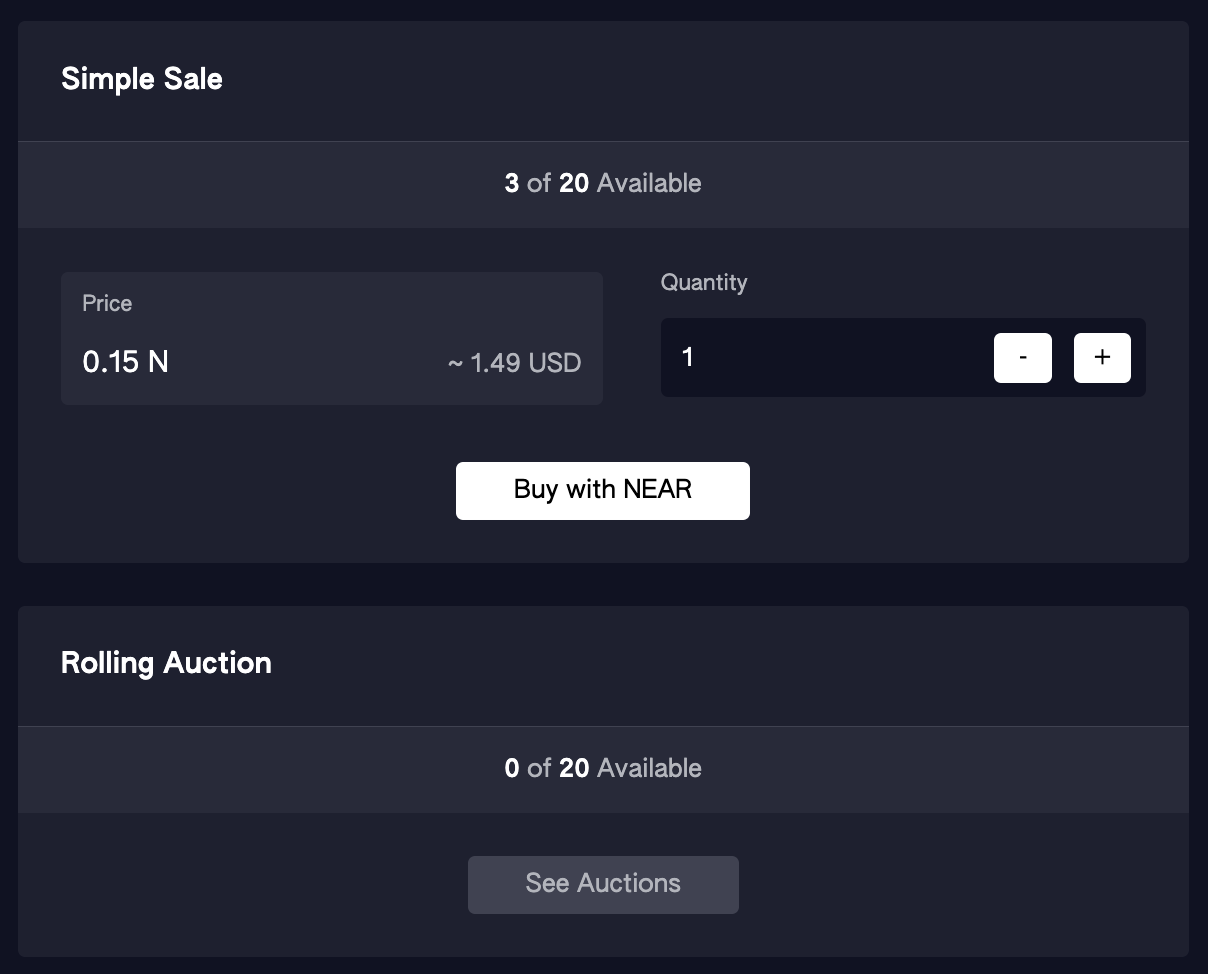 Simple Sale
3 of 20 Available
Price
0.15 N
~ 1.49 USD
Quantity
1
-
+
Buy with NEAR
Rolling Auction
0 of 20 Available
See Auctions